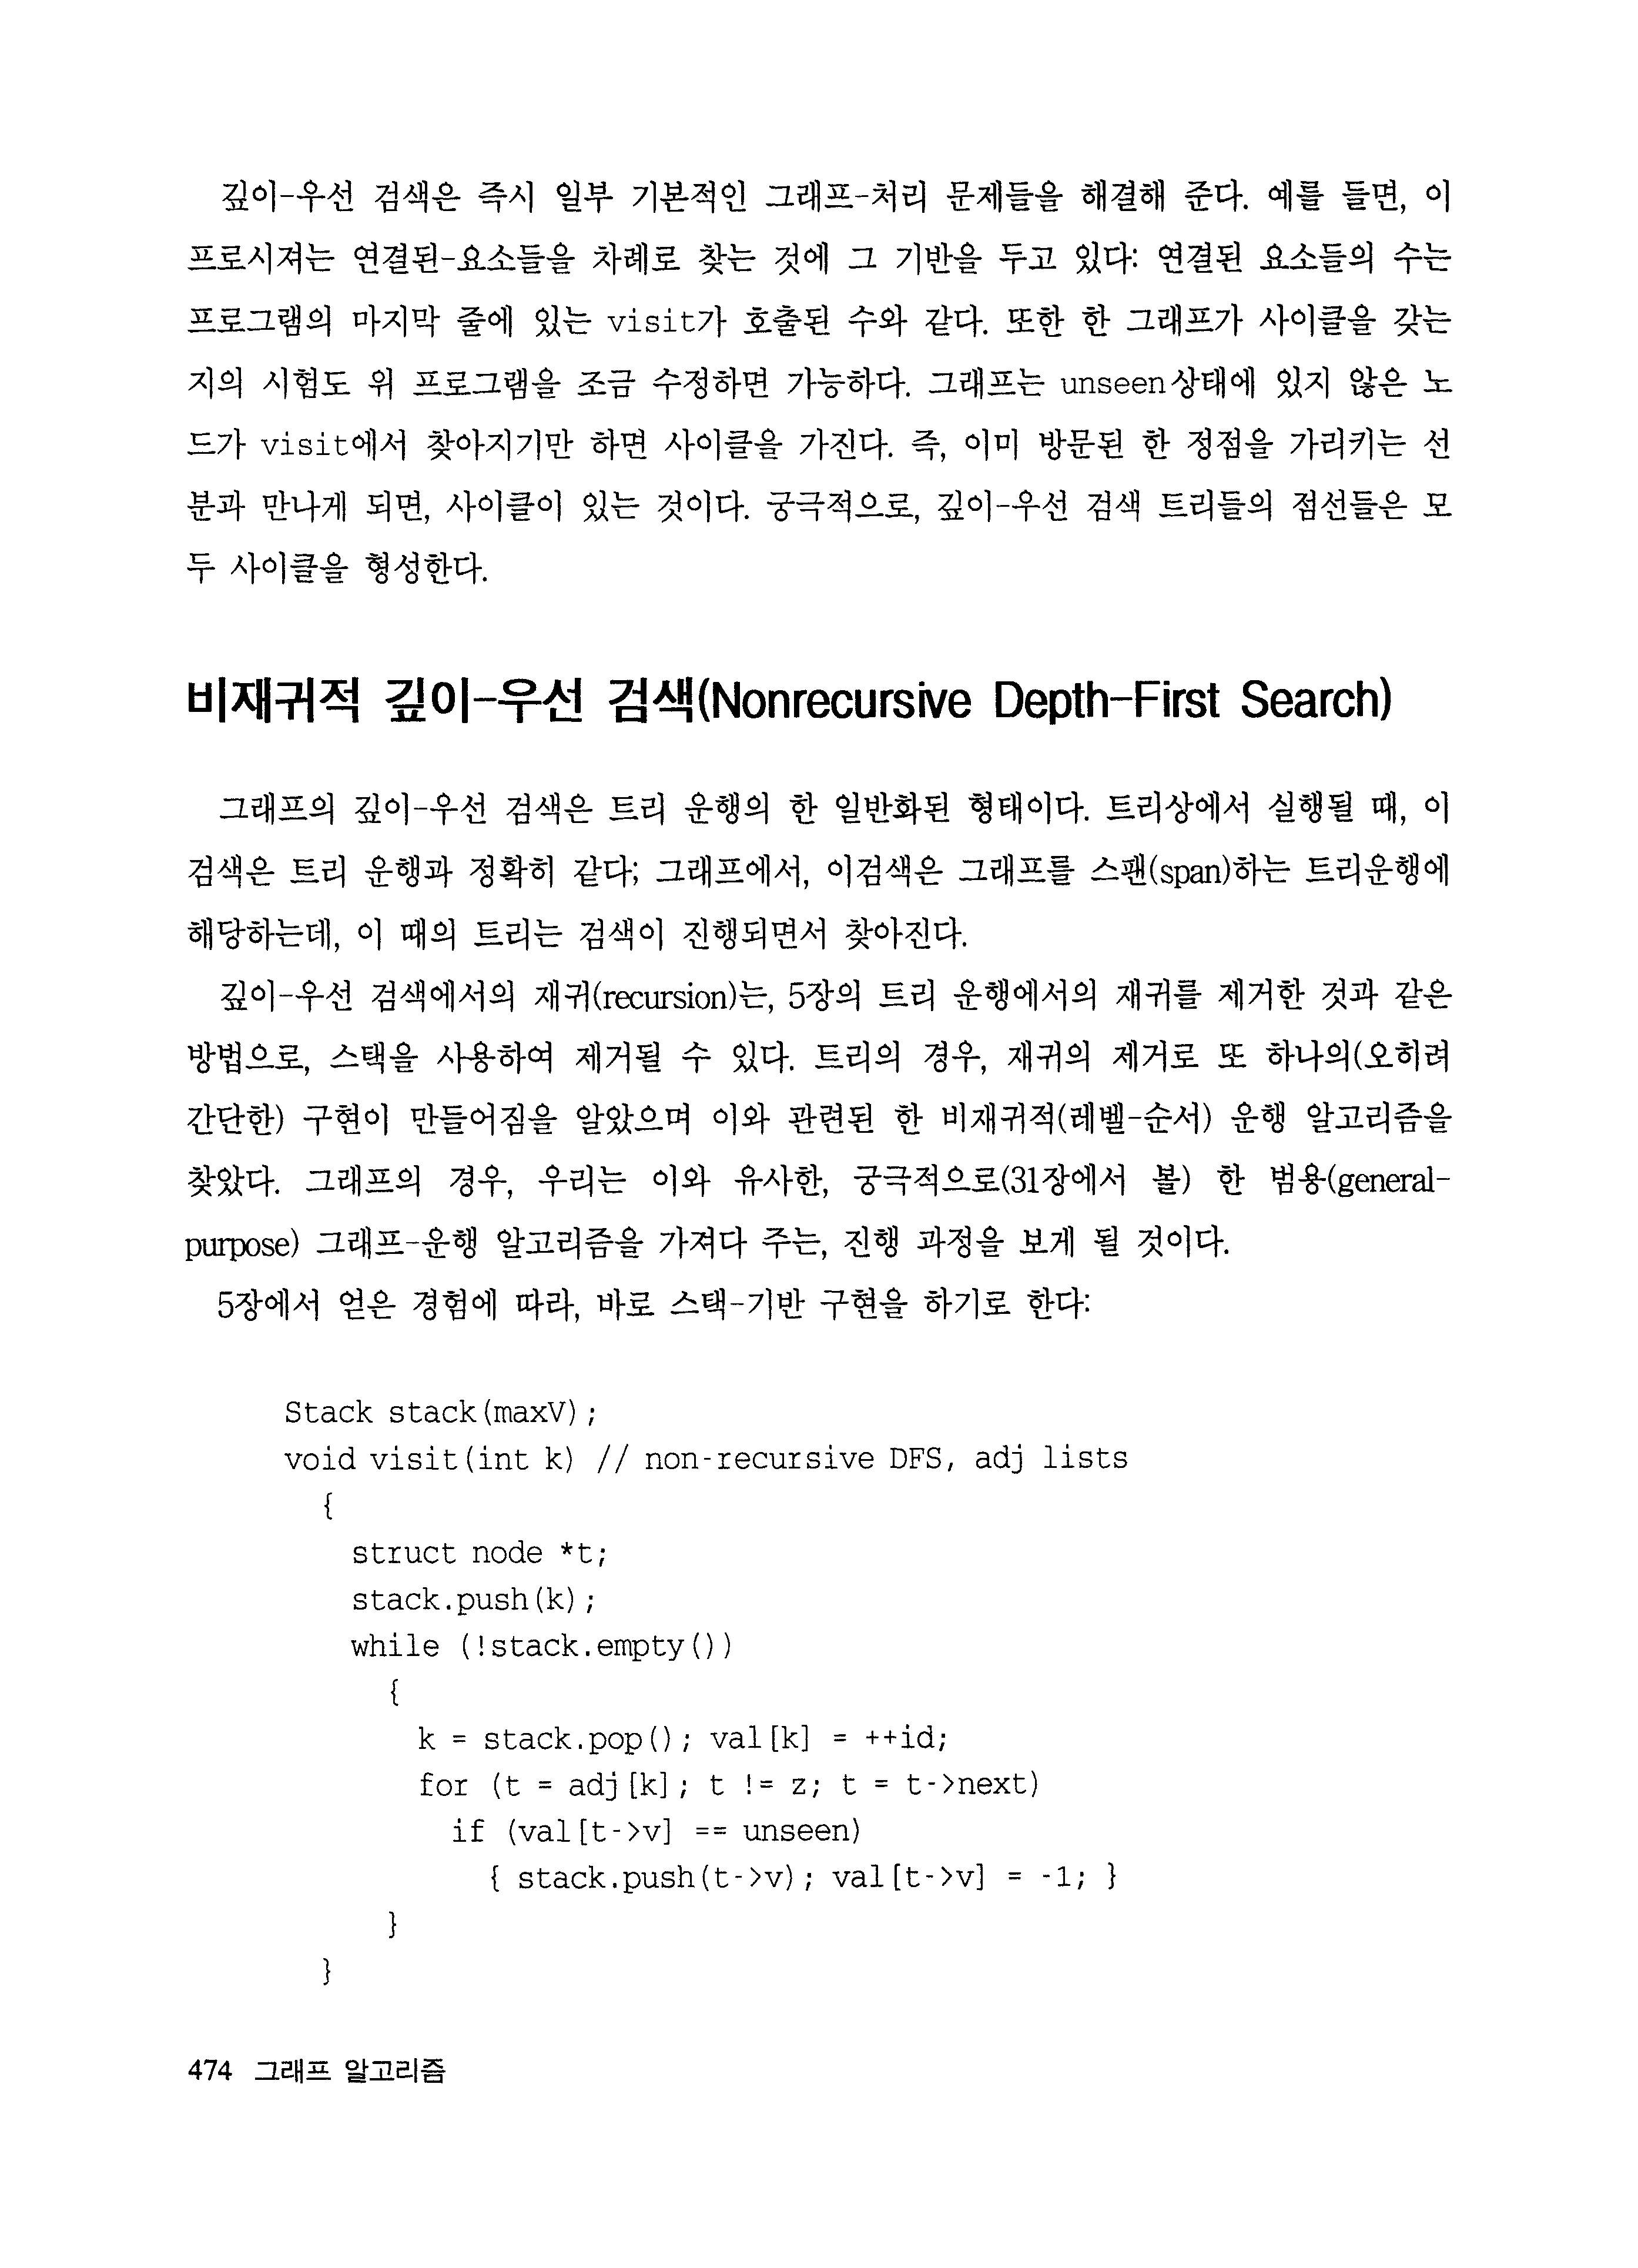 깊이-우선 검색은 즉시 일부 기본적인 그래프-처리 문제들을 해결해 준다. 예를 들면, 이
프로시져는 연결된-요소들을 차례로 찾는 것에 그 기반을 두고 있다: 연결된 요소들의 수는
프로그램의 마지막 줄에 있는 visit가 호출된 수와 같다. 또한 한 그래프가 사이클을 갖는
지의 시험도 위 프로그램을 조금 수정하면 가능하다. 그래프는 unseen상태에 있지 않은 노
드가 visit에서 찾아지기만 하면 사이클을 가진다. 즉, 이미 방문된 한 정점을 가리키는 선
분과 만나게 되면, 사이클이 있는 것이다. 궁극적으로, 깊이-우선 검색 트리들의 점선들은 모
두 사이클을 형성한다.
비재귀적 깊이-우선 검색(Nonrecursive Depth-First Search)
그래프의 깊이-우선 검색은 트리 운행의 한 일반화된 형태이다. 트리상에서 실행될 때, 이
검색은 트리 운행과 정확히 같다; 그래프에서, 이검색은 그래프를 스팬(span)하는 트리운행에
해당하는데, 이 때의 트리는 검색이 진행되면서 찾아진다.
깊이-우선 검색에서의 재귀(recursion)는, 5장의 트리 운행에서의 재귀를 제거한 것과 같은
방법으로, 스택을 사용하여 제거될 수 있다. 트리의 경우, 재귀의 제거로 또 하나의(오히려
간단한) 구현이 만들어짐을 알았으며 이와 관련된 한 비재귀적(레벨-순서) 운행 알고리즘을
찾았다. 그래프의 경우, 우리는 이와 유사한, 궁극적으로(31장에서 볼) 한 범용(general-
purpose) 그래프-운행 알고리즘을 가져다 주는, 진행 과정을 보게 될 것이다.
5장에서 얻은 경험에 따라, 바로 스택-기반 구현을 하기로 한다:
Stack stack(maxV);
void visit(int k) // non-recursive DFS, adj lists
{
struct node *t;
stack.push(k);
while (!stack.empty())
{
k = stack.pop(); val[k] = ++id;
for (t = adj[k]; t != z; t = t->next)
if (val[t->v] == unseen)
{ stack.push(t->v); val[t->v] = -1; }
}
}
474 그래프 알고리즘